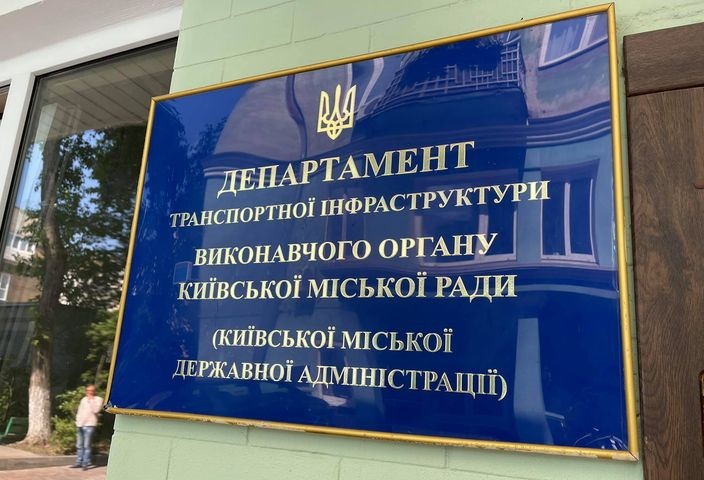 ДЕПАРТАМЕНТ
ТРАНСПОРТНОЇ ІНФРАСТРУКТУРИ
ВИКОНАВЧОГО ОРГАНУ
КИЇВСЬКОЇ МІСЬКОЇ РАДИ
(КИЇВСЬКОЇ МІСЬКОЇ
ДЕРЖАВНОЇ АДМІНІСТРАЦІЇ)